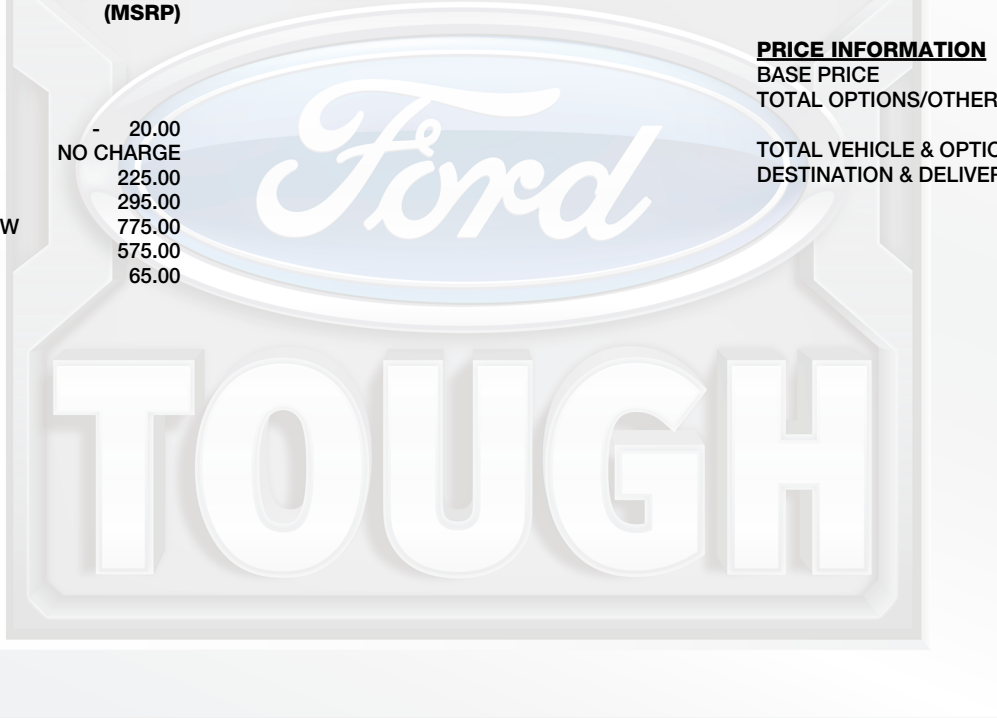 (MSRP)
- 20.00
NO CHARGE
225.00
295.00
W 775.00
575.00
65.00
PRICE INFORMATION
BASE PRICE
TOTAL OPTIONS/OTHER
TOTAL VEHICLE & OPTIO
DESTINATION & DELIVER
Ford
TOUGH